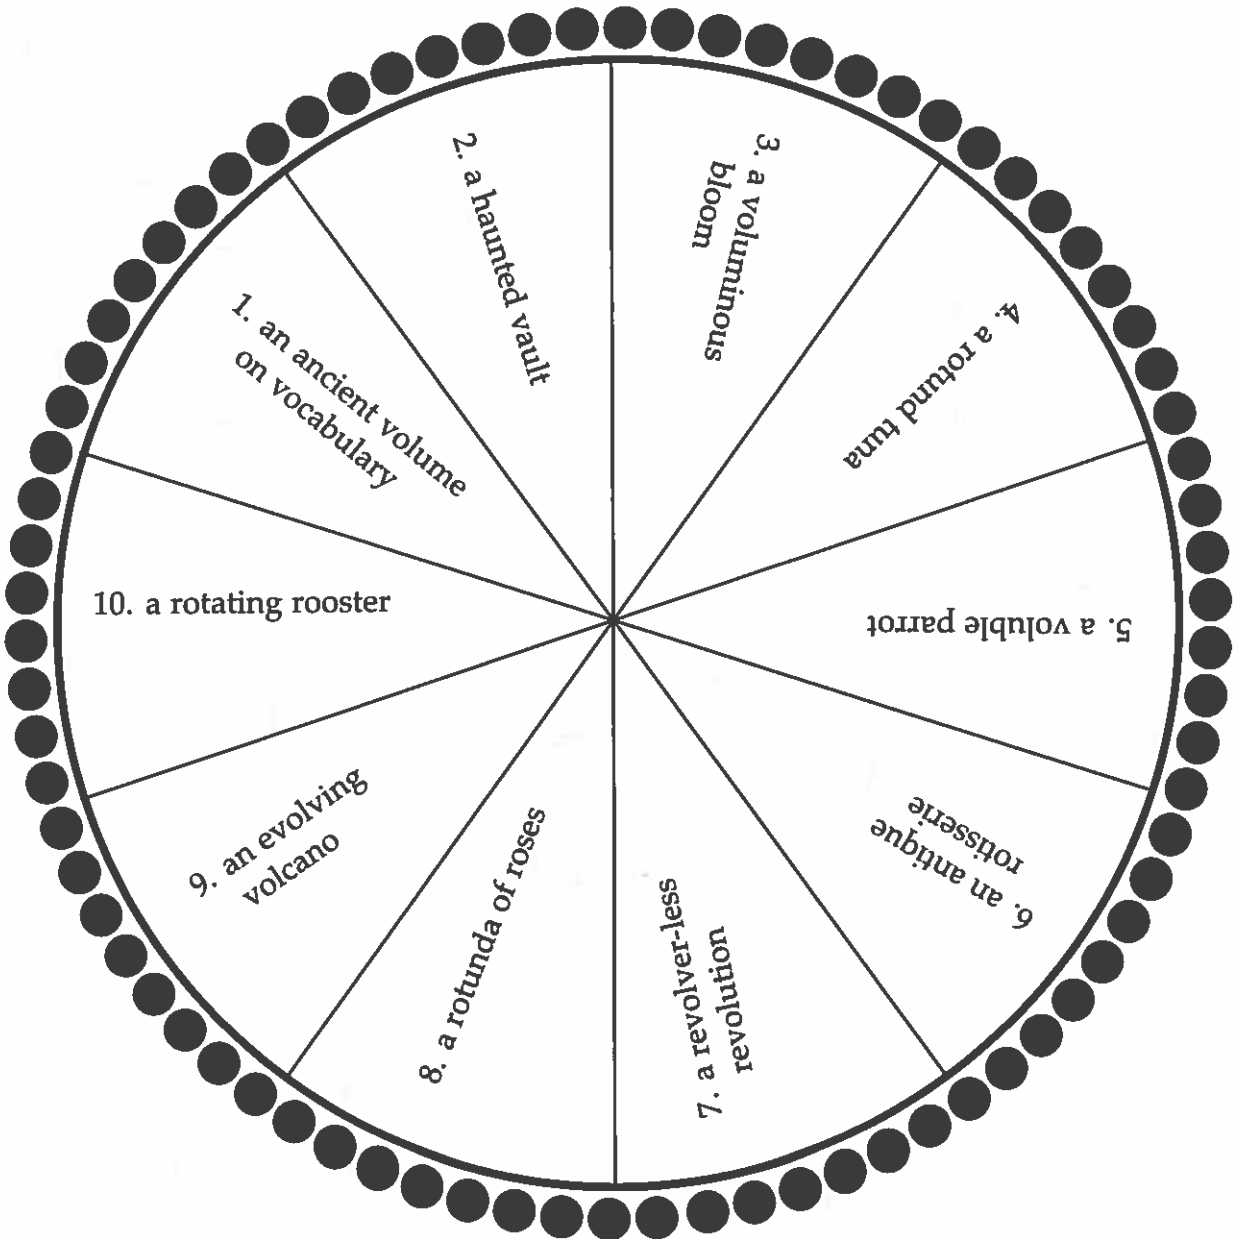 1. an ancient volume
on vocabulary
2. a haunted vault
3. a voluminous
bloom
4. a rotund tuna
5. a voluble parrot
6. an antique
rotisserie
7. a revolver-less
revolution
8. a rotunda of roses
9. an evolving
volcano
10. a rotating rooster